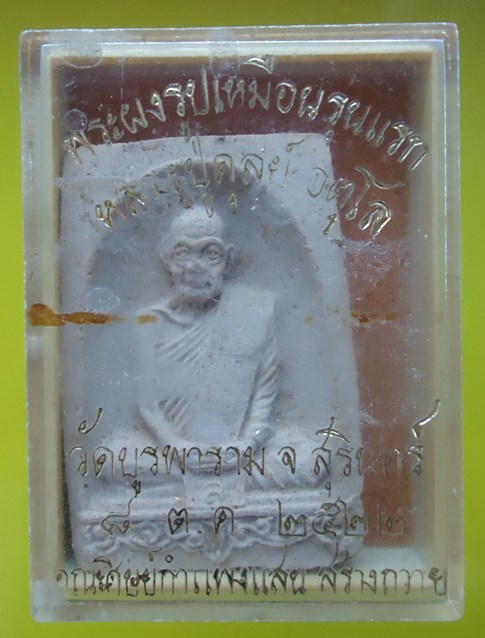 พระผงรูปเหมือนรุ่นแรก
หลวงปู่ดุลย์ อตุโล
วัดบูรพาราม จ สุรินทร์
๘ ต ค ๒๕๒๒
คณะศิษย์กำแพงแสน สร้างถวาย